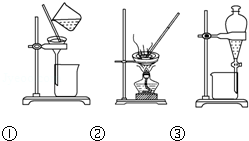 ① ② ③